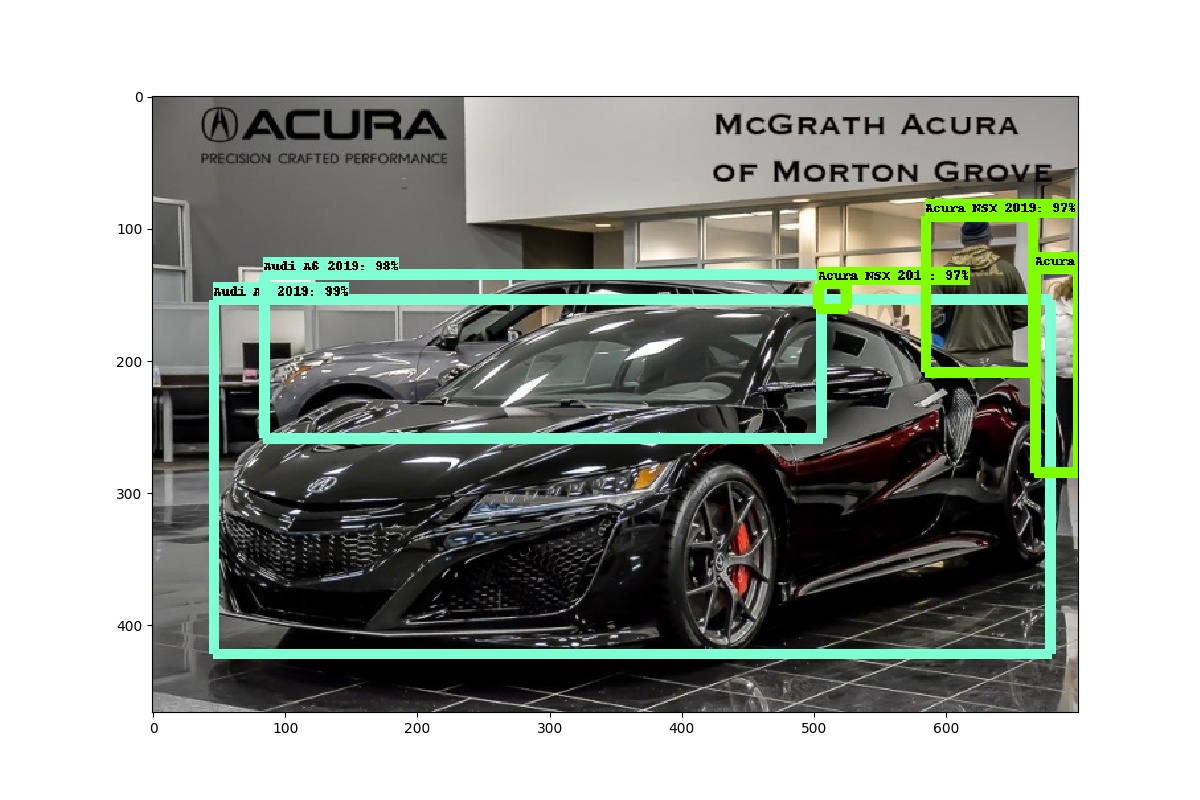 0
ACURA
PRECISION CRAFTED PERFORMANCE
McGrath Acura
of Morton Grove
Acura NSX 2019: 97%
100
Acura
Audi A6 2019: 98%
Acura NSX 201 : 97%
Audi A 2019: 99%
200
300
400
0 100 200 300 400 500 600